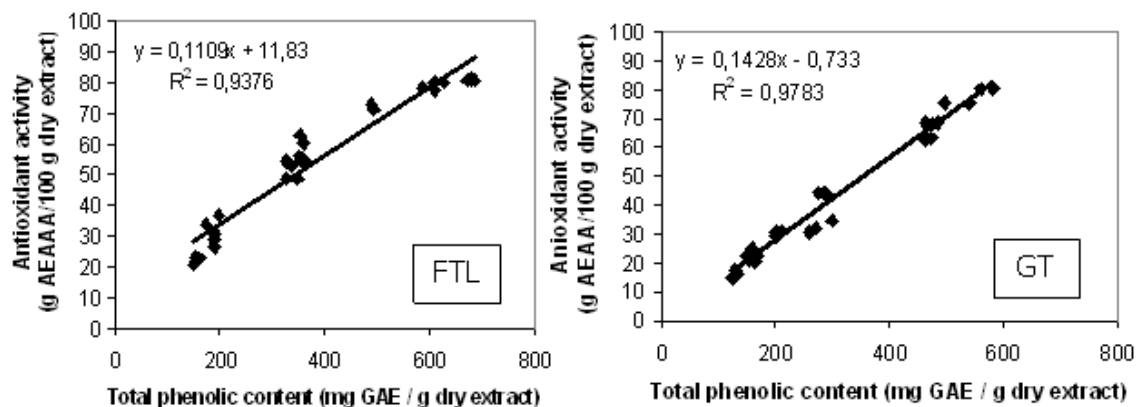 Antioxidant activity
(g AEAAA/100 g dry extract)
100
90
80
70
60
50
40
30
20
10
0
y = 0,1109x + 11,83
R² = 0,9376
FTL
0
200
400
600
800
Total phenolic content (mg GAE / g dry extract)
Anioxidant activity
(g AEAA/100 g dry extract)
100
90
80
70
60
50
40
30
20
10
0
y = 0,1428x - 0,733
R² = 0,9783
GT
0
200
400
600
800
Total phenolic content (mg GAE / g dry extract)